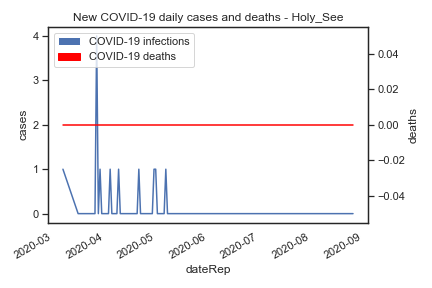 New COVID-19 daily cases and deaths - Holy_See
COVID-19 infections
COVID-19 deaths
4
3
2
1
0
cases
0.04
0.02
0.00
−0.02
−0.04
deaths
2020-03
2020-04
2020-05
2020-06
2020-07
2020-08
2020-09
dateRep